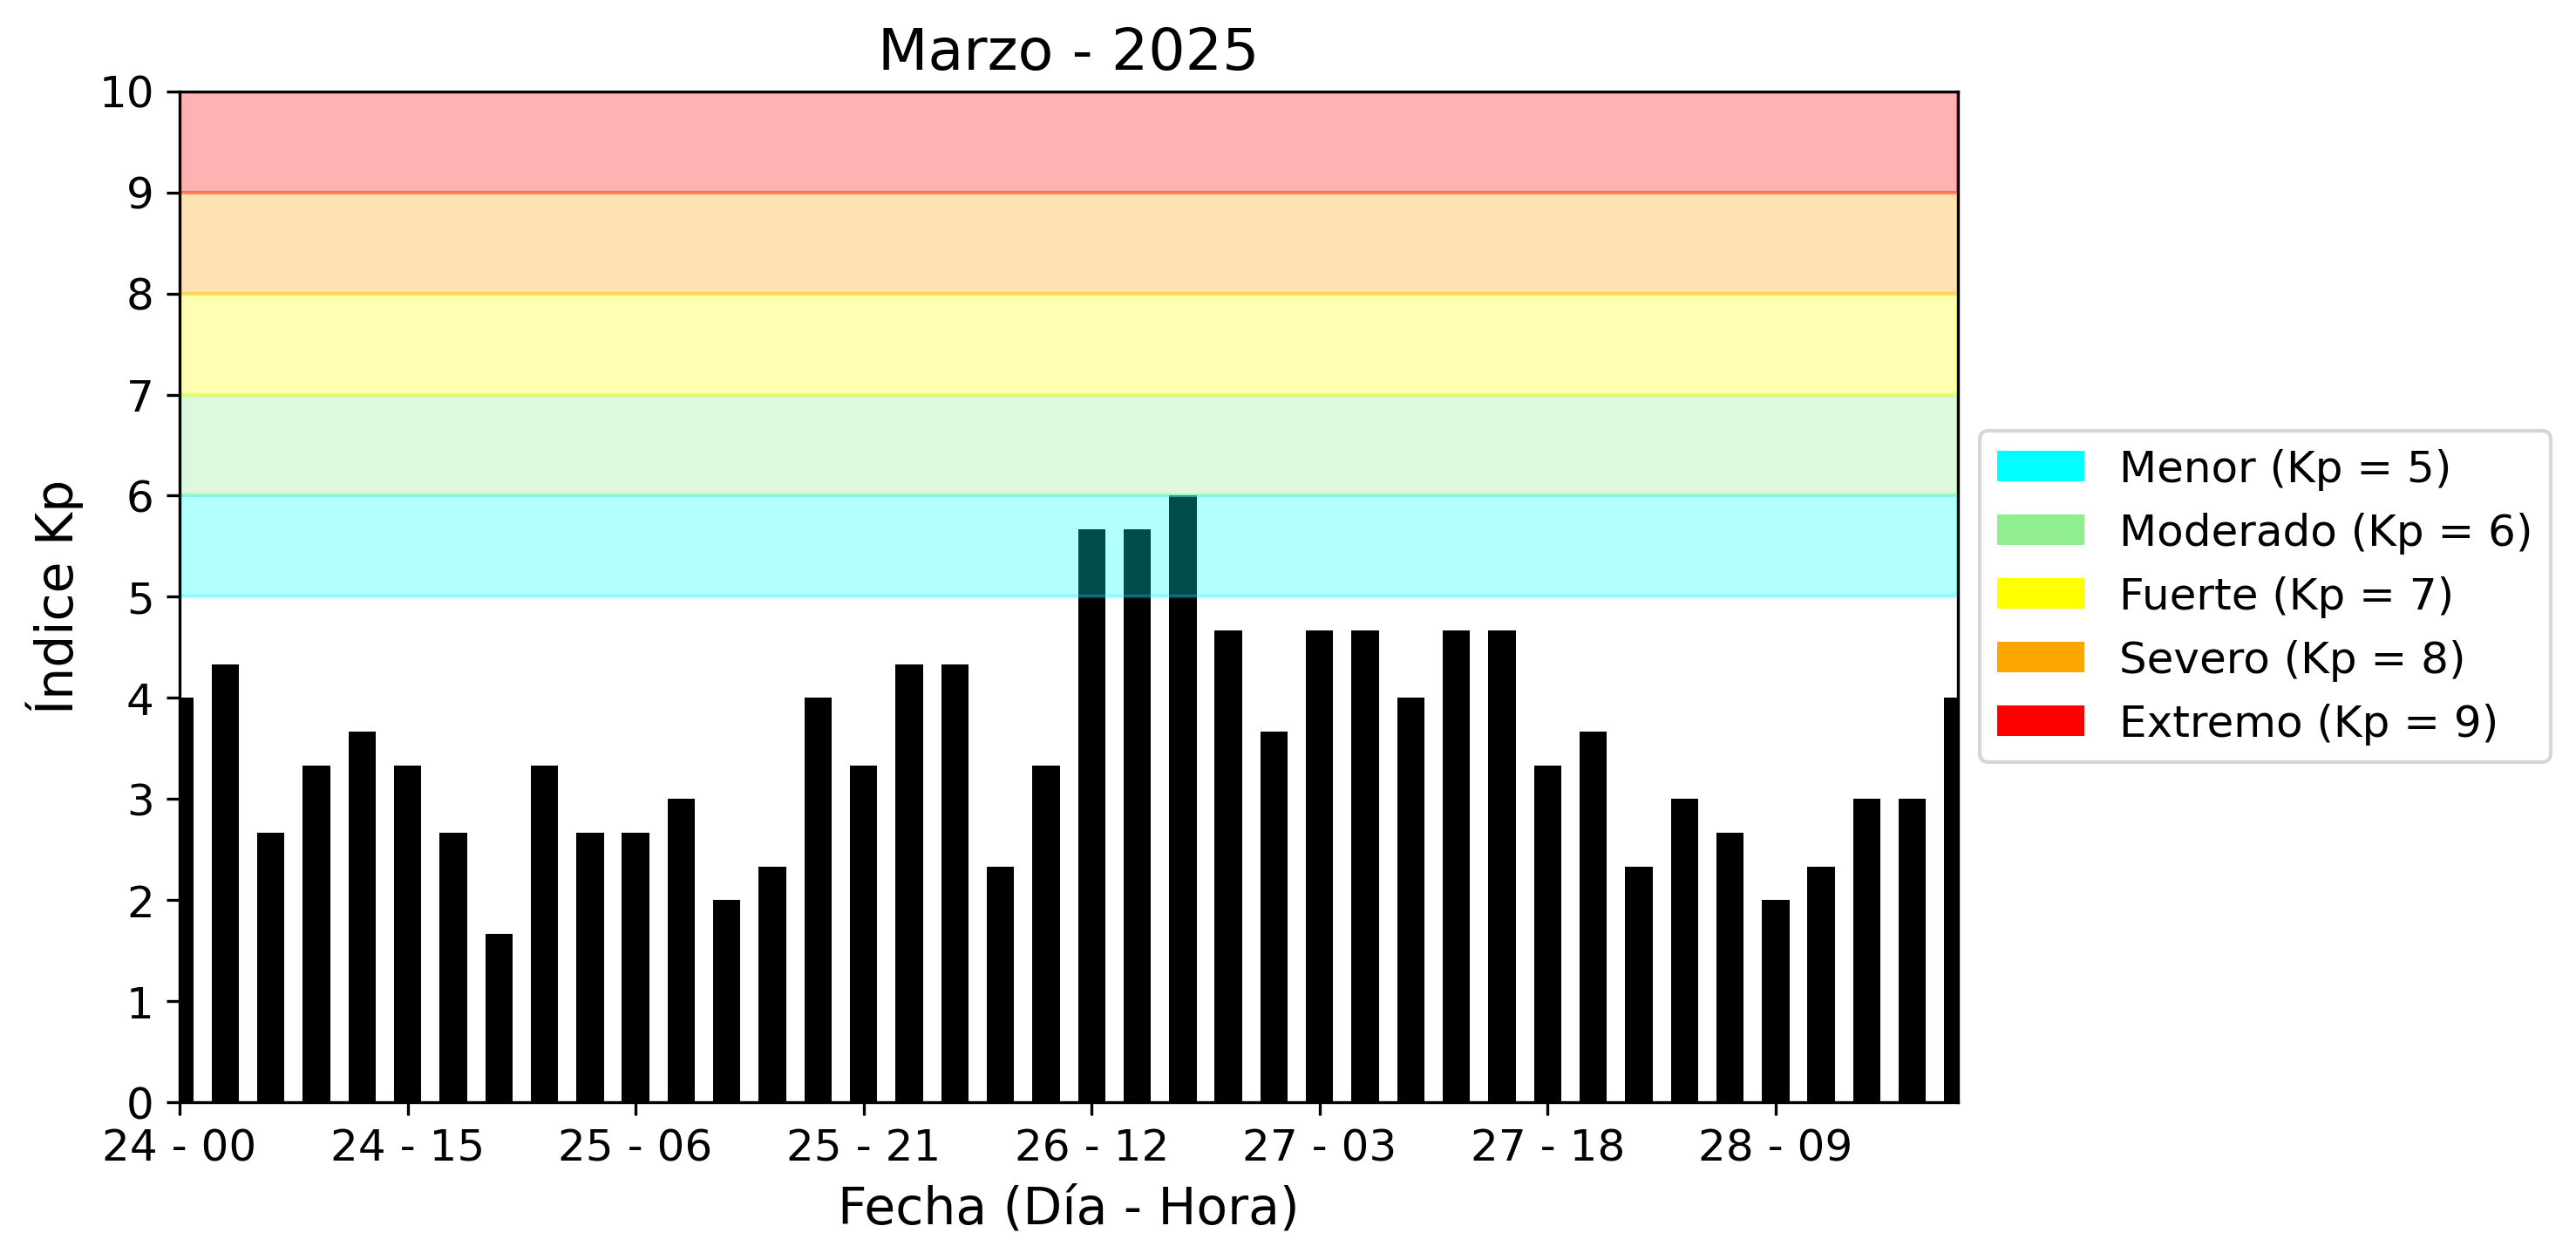 Marzo - 2025
10
9
8
7
6
5
4
3
2
1
0
Índice Kp
24 - 00
24 - 15
25 - 06
25 - 21
26 - 12
27 - 03
27 - 18
28 - 09
Fecha (Día - Hora)
Menor (Kp = 5)
Moderado (Kp = 6)
Fuerte (Kp = 7)
Severo (Kp = 8)
Extremo (Kp = 9)